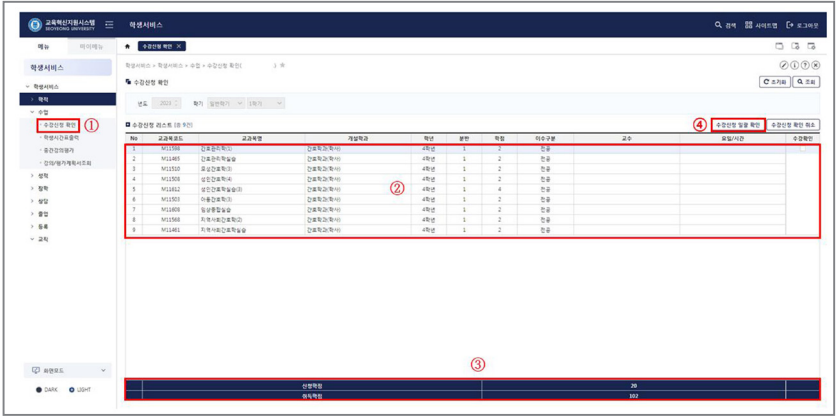 교육혁신지원시스템
SEOYEONG UNIVERSITY
학생서비스
검색 사이트맵 로그아웃
메뉴 마이메뉴
수강신청 확인 ×
학생서비스
학생서비스 > 학생서비스 > 수업 > 수강신청 확인[
수강신청 확인
초기화 조회
학생서비스
학적
수업
수강신청 확인 ①
학생시간표출력
중간강의평가
강의/평가계획서조회
성적
장학
상담
졸업
등록
교직
년도 2023 학기 일반학기 1학기
수강신청 리스트 [총 9건]
④ 수강신청 일괄 확인 수강신청 확인 취소
No 교과목코드 교과목명 개설학과 학년 분반 학점 이수구분 교수 요일/시간 수강확인
1 M11586 간호관리학(1) 간호학과(학사) 4학년 1 2 전공
2 M11465 간호관리학실습 간호학과(학사) 4학년 1 2 전공
3 M11510 모성간호학(3) 간호학과(학사) 4학년 1 2 전공
4 M11508 성인간호학(4) 간호학과(학사) 4학년 1 2 전공
5 M11812 성인간호학실습(3) 간호학과(학사) 4학년 1 4 전공
6 M11503 아동간호학(3) 간호학과(학사) 4학년 1 2 전공
7 M11608 임상종합실습 간호학과(학사) 4학년 1 2 전공
8 M11568 지역사회간호학(2) 간호학과(학사) 4학년 1 2 전공
9 M11461 지역사회간호학실습 간호학과(학사) 4학년 1 2 전공
②
③
신청학점 20
취득학점 102
화면모드
DARK LIGHT